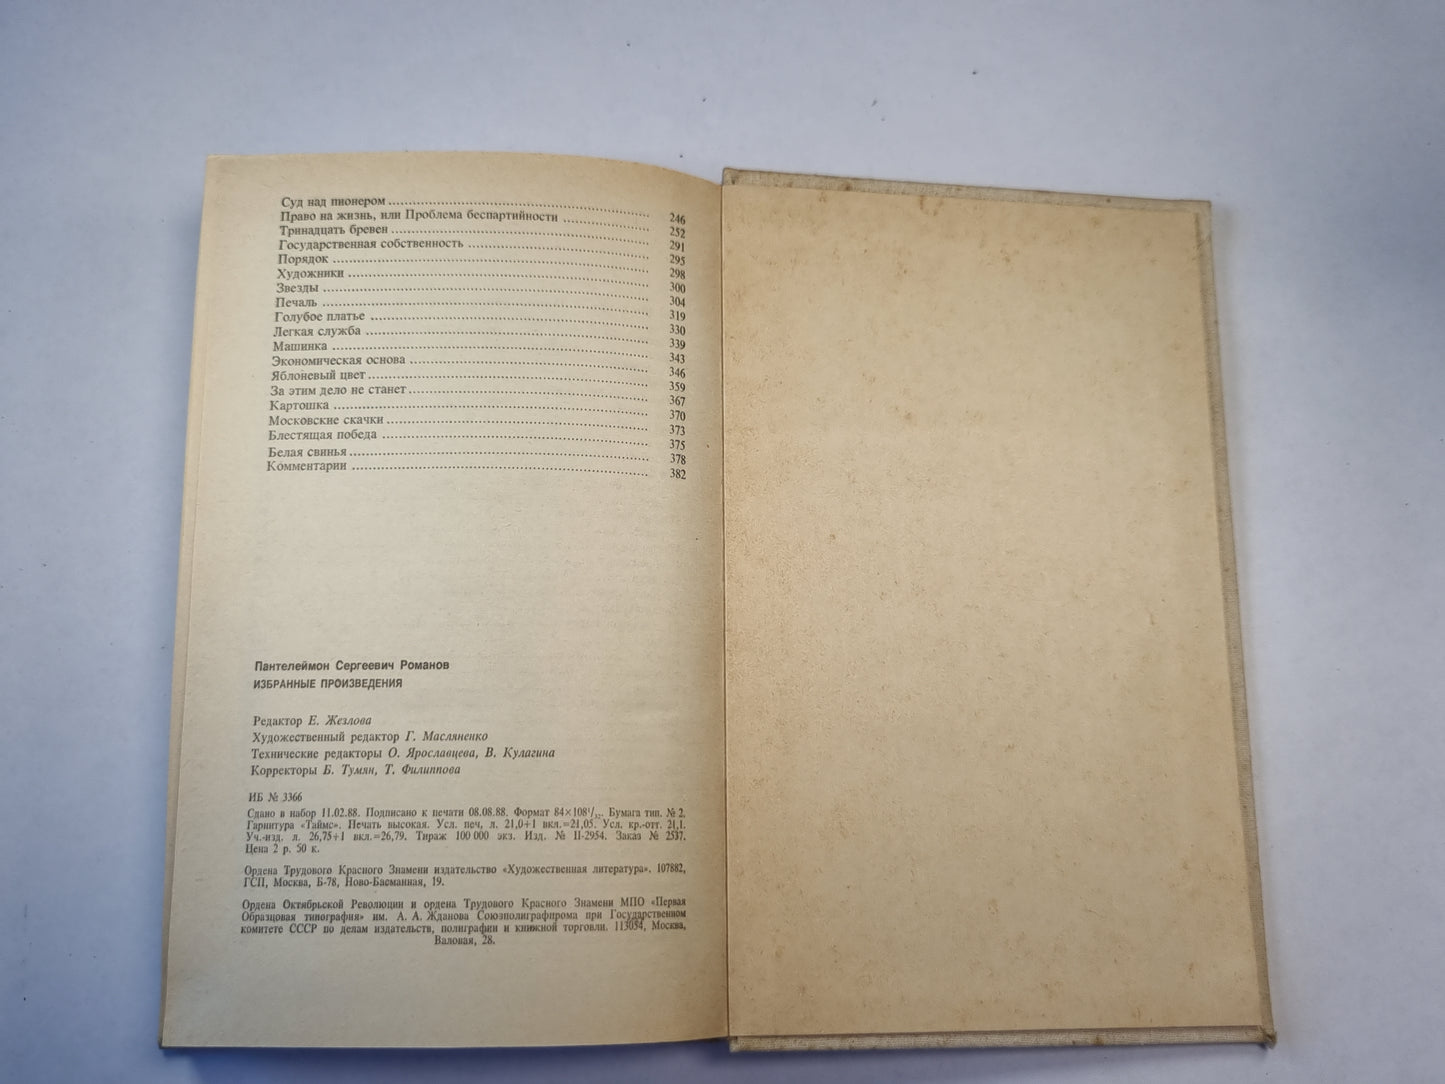 Суд над пионером ........ 246
Право на жизнь, или Проблема беспартийности ........ 252
Тринадцать бревен ........ 291
Государственная собственность ........ 295
Порядок ........ 298
Художники ........ 300
Звезды ........ 304
Печаль ........ 319
Голубое платье ........ 330
Легкая служба ........ 339
Машинка ........ 343
Экономическая основа ........ 346
Яблоневый цвет ........ 359
За этим дело не станет ........ 367
Картошка ........ 370
Московские скачки ........ 373
Блестящая победа ........ 375
Белая свинья ........ 378
Комментарии ........ 382
Пантелеймон Сергеевич Романов
ИЗБРАННЫЕ ПРОИЗВЕДЕНИЯ
Редактор Е. Жезлова
Художественный редактор Г. Масляненко
Технические редакторы О. Ярославцева, В. Кулагина
Корректоры Б. Тумян, Т. Филиппова
ИБ № 3366
Сдано в набор 11.02.88. Подписано к печати 08.08.88. Формат 84×108¹/₃₂. Бумага тип. № 2.
Гарнитура «Таймс». Печать высокая. Усл. печ, л. 21,0+1 вкл.=21,05. Усл. кр.-отт. 21,1.
Уч.-изд. л. 26,75+1 вкл.=26,79. Тираж 100 000 экз. Изд. № II-2954. Заказ № 2537.
Цена 2 р. 50 к.
Ордена Трудового Красного Знамени издательство «Художественная литература». 107882,
ГСП, Москва, Б-78, Ново-Басманная, 19.
Ордена Октябрьской Революции и ордена Трудового Красного Знамени МПО «Первая
Образцовая типография» им. А. А. Жданова Союзполиграфпрома при Государственном
комитете СССР по делам издательств, полиграфии и книжной торговли. 113054, Москва,
Валовая, 28.